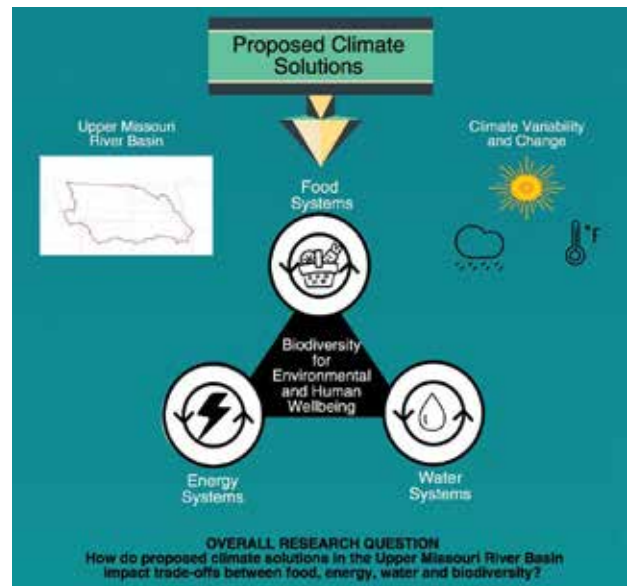 Proposed Climate
Solutions
Upper Missouri
River Basin
Climate Variability
and Change
°F
Food
Systems
Biodiversity
for
Environmental
and Human
Wellbeing
Energy
Systems
Water
Systems
OVERALL RESEARCH QUESTION
How do proposed climate solutions in the Upper Missouri River Basin
impact trade-offs between food, energy, water and biodiversity?